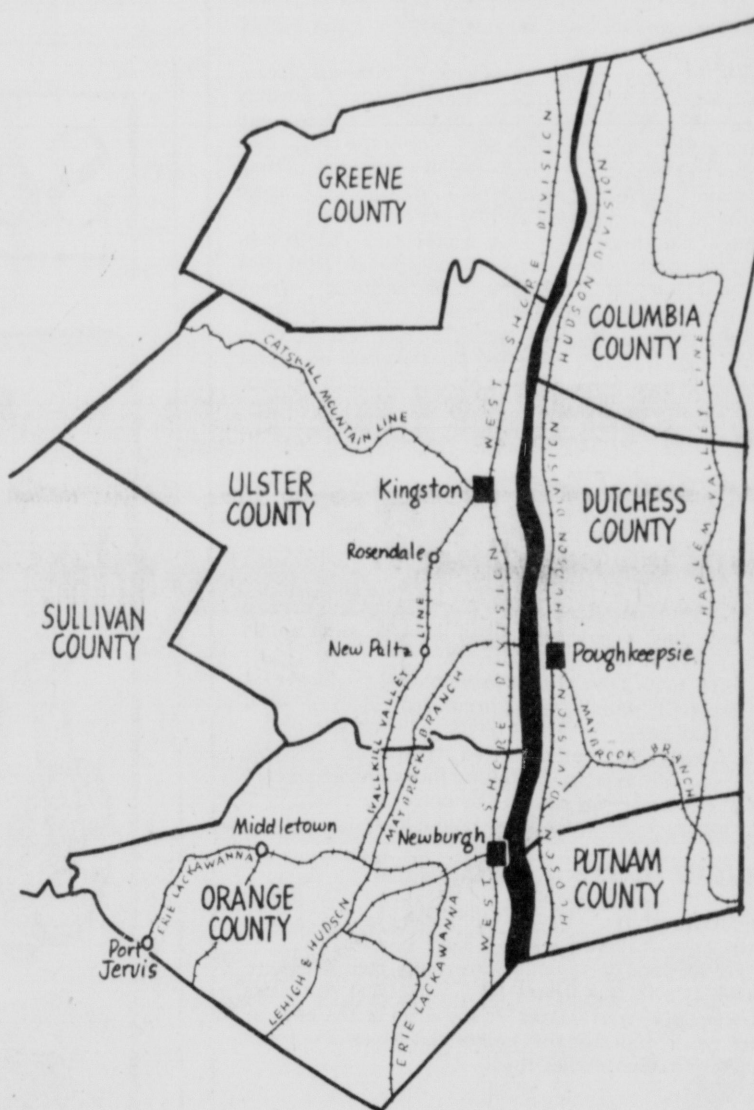 GREENE
COUNTY
WEST SHORE DIVISION
HUDSON DIVISION
COLUMBIA
COUNTY
CATSKILL MOUNTAIN LINE
ULSTER
COUNTY
Kingston
DUTCHESS
COUNTY
HUDSON DIVISION
HARLEM VALLEY LINE
Rosendale
SULLIVAN
COUNTY
New Paltz
WALLKILL VALLEY LINE
MAYBROOK BRANCH
WEST SHORE DIVISION
Poughkeepsie
MAYBROOK BRANCH
HUDSON DIVISION
Middletown
Newburgh
ERIE LACKAWANNA
ORANGE
COUNTY
PUTNAM
COUNTY
Port
Jervis
LEHIGH & HUDSON
ERIE LACKAWANNA
WEST